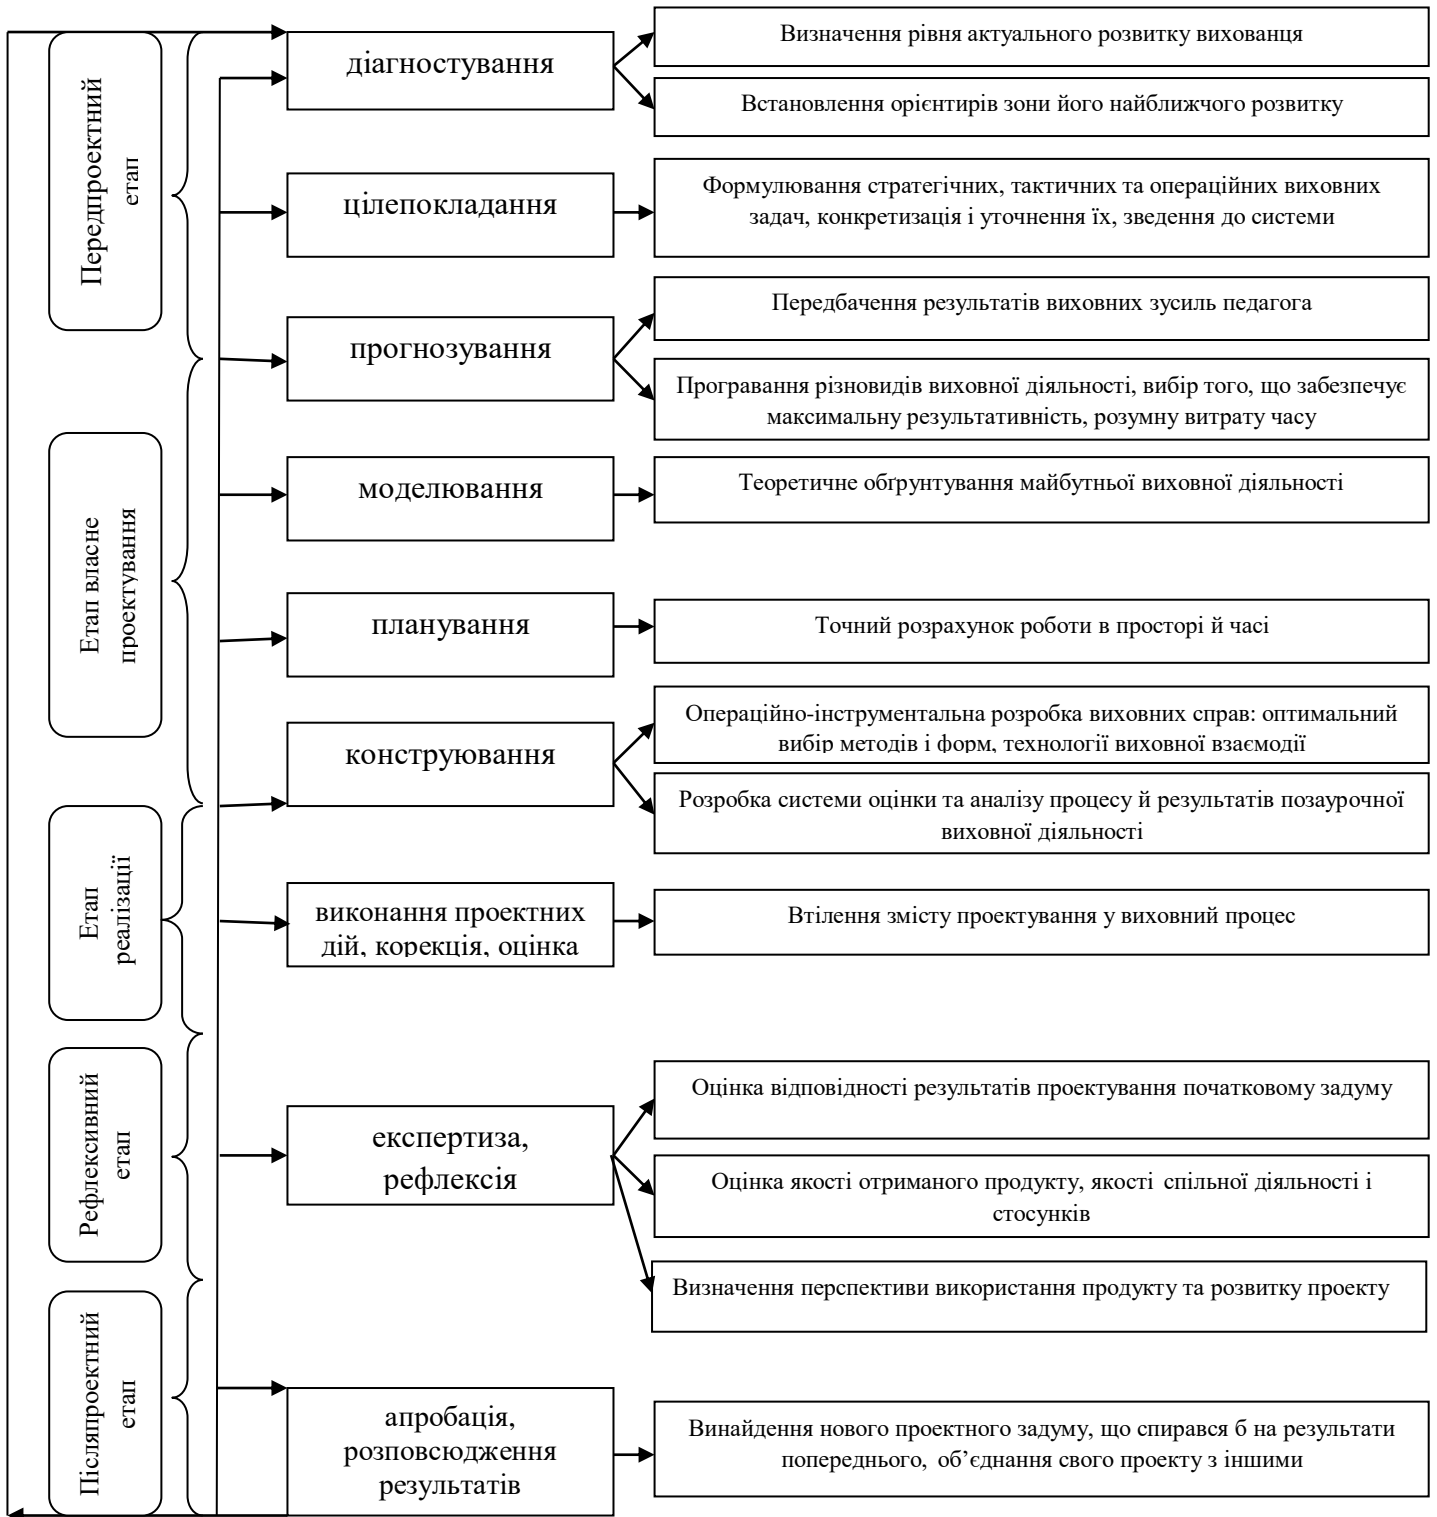 Передпроектний
етап
діагностування
Визначення рівня актуального розвитку вихованця
Встановлення орієнтирів зони його найближчого розвитку
цілепокладання
Формулювання стратегічних, тактичних та операційних виховних
задач, конкретизація і уточнення їх, зведення до системи
прогнозування
Передбачення результатів виховних зусиль педагога
Програвання різновидів виховної діяльності, вибір того, що забезпечує
максимальну результативність, розумну витрату часу
Етап власне
проектування
моделювання
Теоретичне обґрунтування майбутньої виховної діяльності
планування
Точний розрахунок роботи в просторі й часі
конструювання
Операційно-інструментальна розробка виховних справ: оптимальний
вибір методів і форм, технології виховної взаємодії
Розробка системи оцінки та аналізу процесу й результатів позаурочної
виховної діяльності
Етап
реалізації
виконання проектних
дій, корекція, оцінка
Втілення змісту проектування у виховний процес
Рефлексивний
етап
експертиза,
рефлексія
Оцінка відповідності результатів проектування початковому задуму
Оцінка якості отриманого продукту, якості спільної діяльності і
стосунків
Визначення перспективи використання продукту та розвитку проекту
Післяпроектний
етап
апробація,
розповсюдження
результатів
Винайдення нового проектного задуму, що спирався б на результати
попереднього, об’єднання свого проекту з іншими